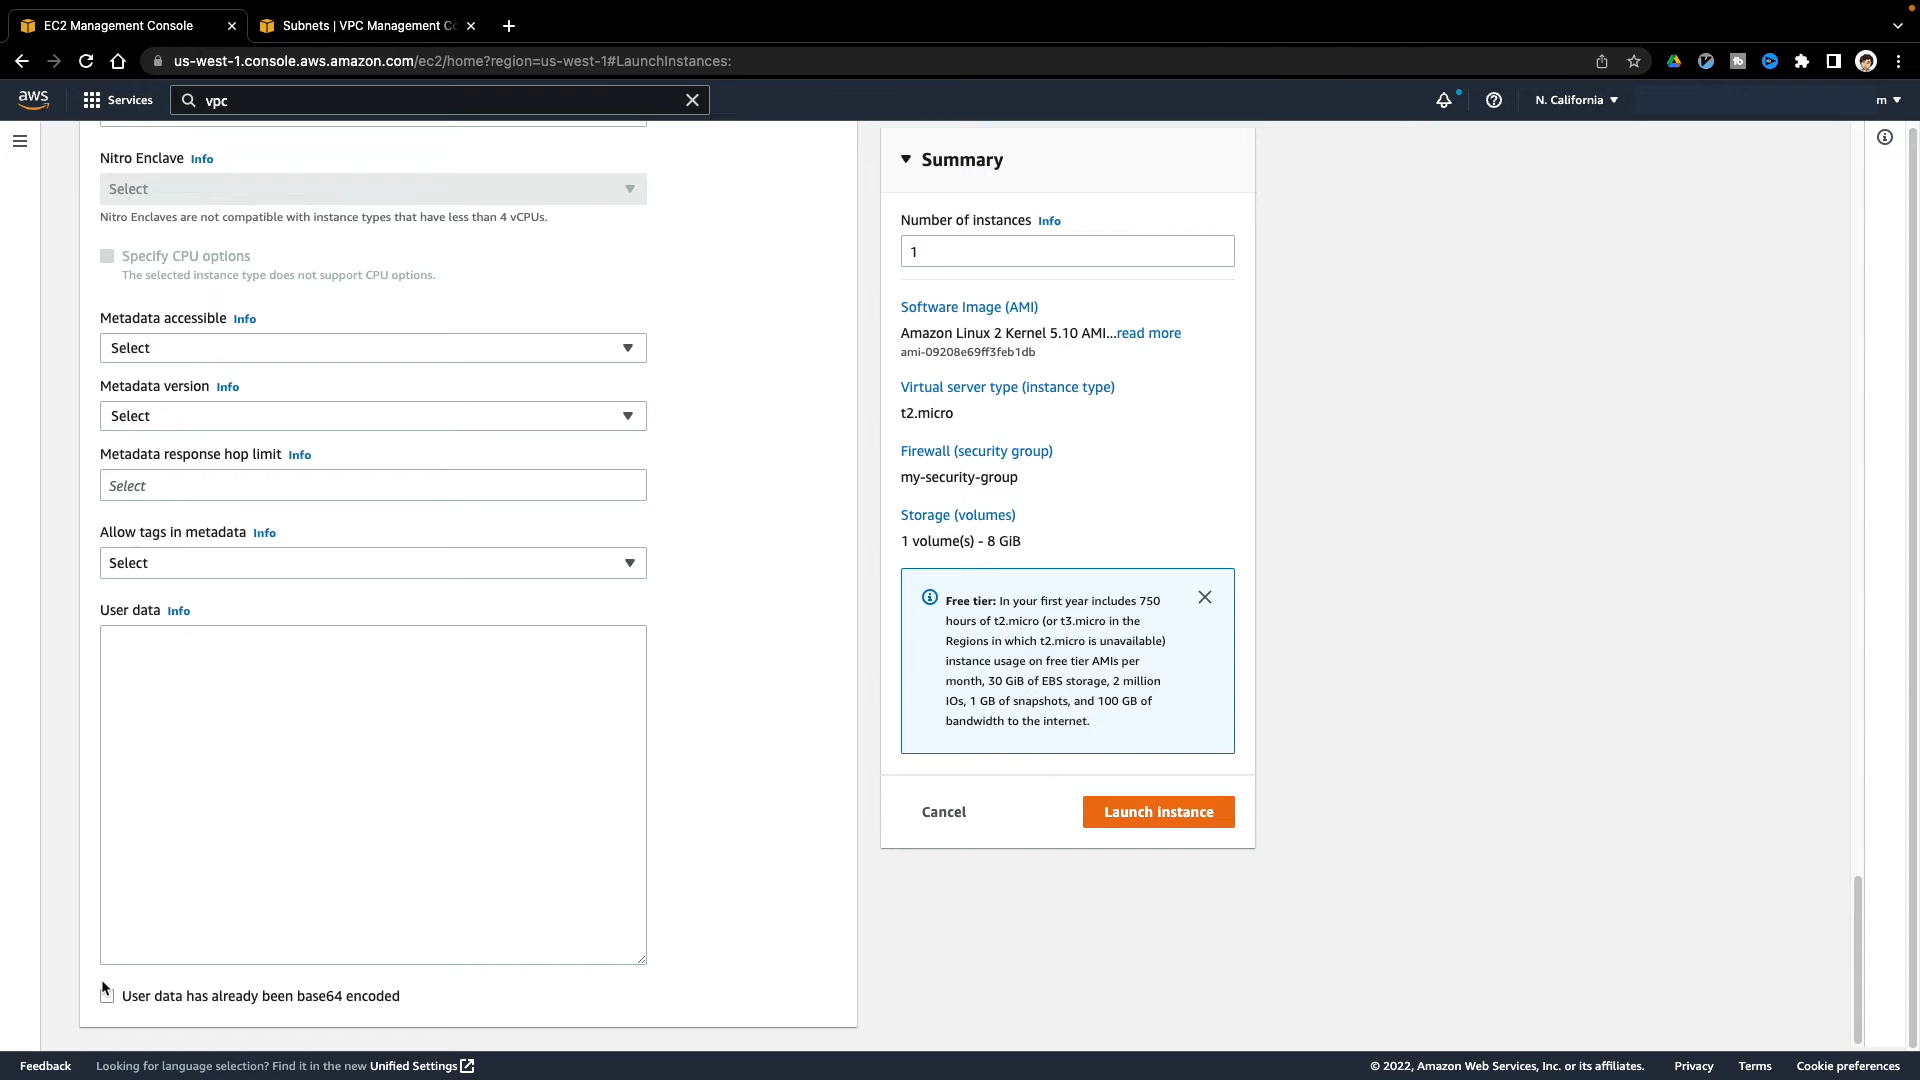 EC2 Management Console
Subnets | VPC Management Co
us-west-1.console.aws.amazon.com/ec2/home?region=us-west-1#LaunchInstances:
aws
Services
vpc
N. California
m
Nitro Enclave Info
Select
Nitro Enclaves are not compatible with instance types that have less than 4 vCPUs.
Specify CPU options
The selected instance type does not support CPU options.
Metadata accessible Info
Select
Metadata version Info
Select
Metadata response hop limit Info
Select
Allow tags in metadata Info
Select
User data Info
User data has already been base64 encoded
Summary
Number of instances Info
1
Software Image (AMI)
Amazon Linux 2 Kernel 5.10 AMI...read more
ami-09208e69ff3feb1db
Virtual server type (instance type)
t2.micro
Firewall (security group)
my-security-group
Storage (volumes)
1 volume(s) - 8 GiB
Free tier: In your first year includes 750
hours of t2.micro (or t3.micro in the
Regions in which t2.micro is unavailable)
instance usage on free tier AMIs per
month, 30 GiB of EBS storage, 2 million
IOs, 1 GB of snapshots, and 100 GB of
bandwidth to the internet.
Cancel
Launch instance
Feedback
Looking for language selection? Find it in the new Unified Settings
© 2022, Amazon Web Services, Inc. or its affiliates.
Privacy
Terms
Cookie preferences